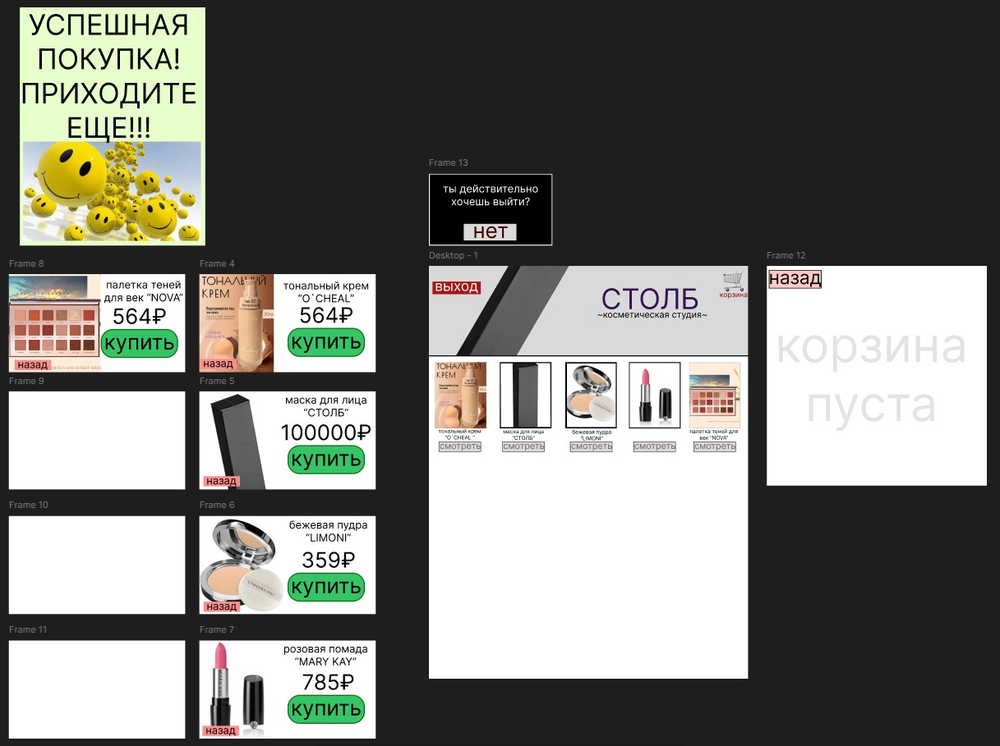 УСПЕШНАЯ
ПОКУПКА!
ПРИХОДИТЕ
ЕЩЕ!!!
Frame 13
ты действительно
хочешь выйти?
нет
Frame 8
палетка теней
для век “NOVA”
564₽
купить
назад
Frame 4
ТОНАЛЬНЫЙ
КРЕМ
тональный крем
“O`CHEAL”
564₽
купить
назад
Frame 9
Frame 5
маска для лица
“СТОЛБ”
100000₽
купить
назад
Frame 10
Frame 6
бежевая пудра
“LIMONI”
359₽
купить
назад
Frame 11
Frame 7
розовая помада
“MARY KAY”
785₽
купить
назад
Desktop - 1
ВЫХОД
СТОЛБ
~косметическая студия~
корзина
ТОНАЛЬНЫЙ
КРЕМ
тональный крем
“O`CHEAL “
смотреть
маска для лица
“СТОЛБ”
смотреть
бежевая пудра
“LIMONI”
смотреть
смотреть
палетка теней для
век “NOVA”
смотреть
Frame 12
назад
корзина
пуста